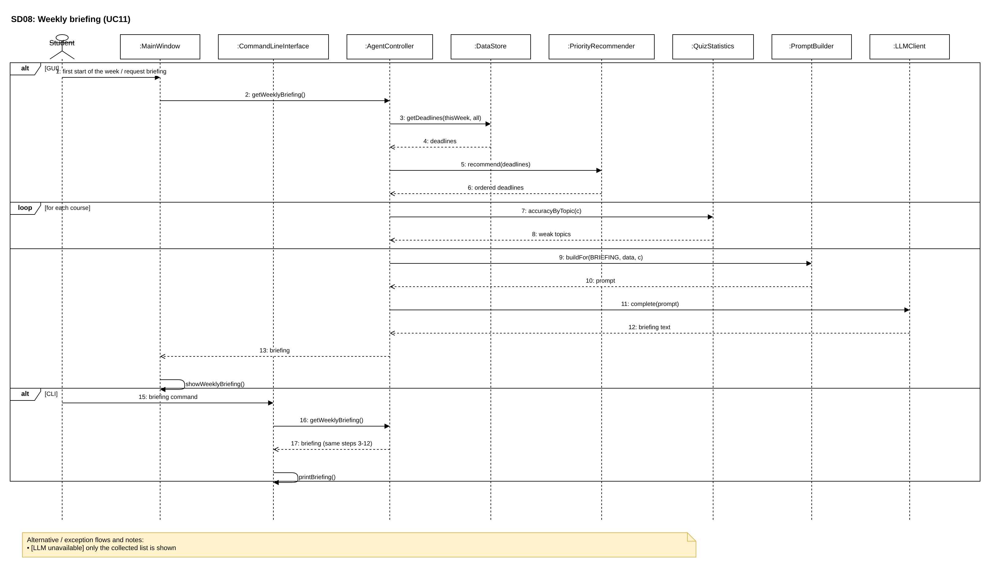 SD08: Weekly briefing (UC11)
Student
:MainWindow
:CommandLineInterface
:AgentController
:DataStore
:PriorityRecommender
:QuizStatistics
:PromptBuilder
:LLMClient
alt
[GUI]
1: first start of the week / request briefing
2: getWeeklyBriefing()
3: getDeadlines(thisWeek, all)
4: deadlines
5: recommend(deadlines)
6: ordered deadlines
loop
[for each course]
7: accuracyByTopic(c)
8: weak topics
9: buildFor(BRIEFING, data, c)
10: prompt
11: complete(prompt)
12: briefing text
13: briefing
showWeeklyBriefing()
alt
[CLI]
15: briefing command
16: getWeeklyBriefing()
17: briefing (same steps 3-12)
printBriefing()
Alternative / exception flows and notes:
• [LLM unavailable] only the collected list is shown